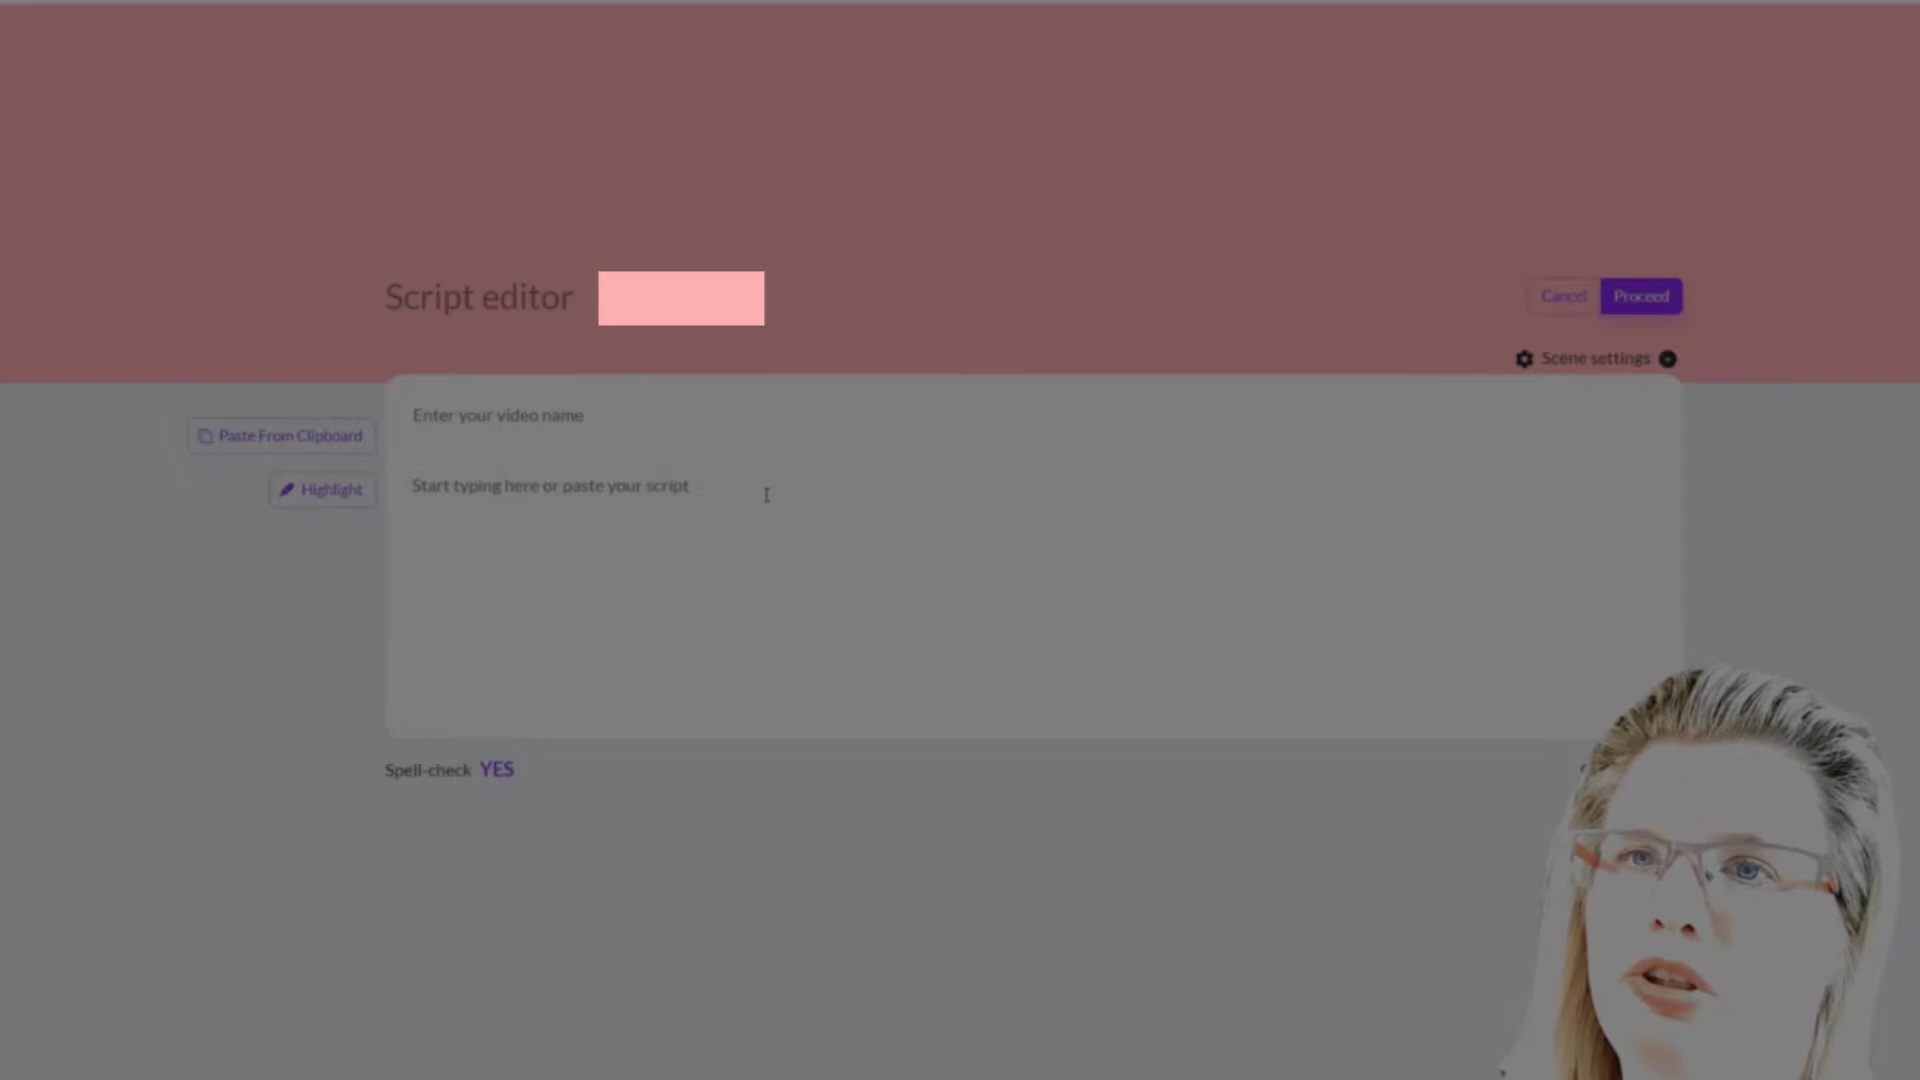 Script editor
Cancel
Proceed
Scene settings
Enter your video name
Paste From Clipboard
Start typing here or paste your script
Highlight
Spell-check YES